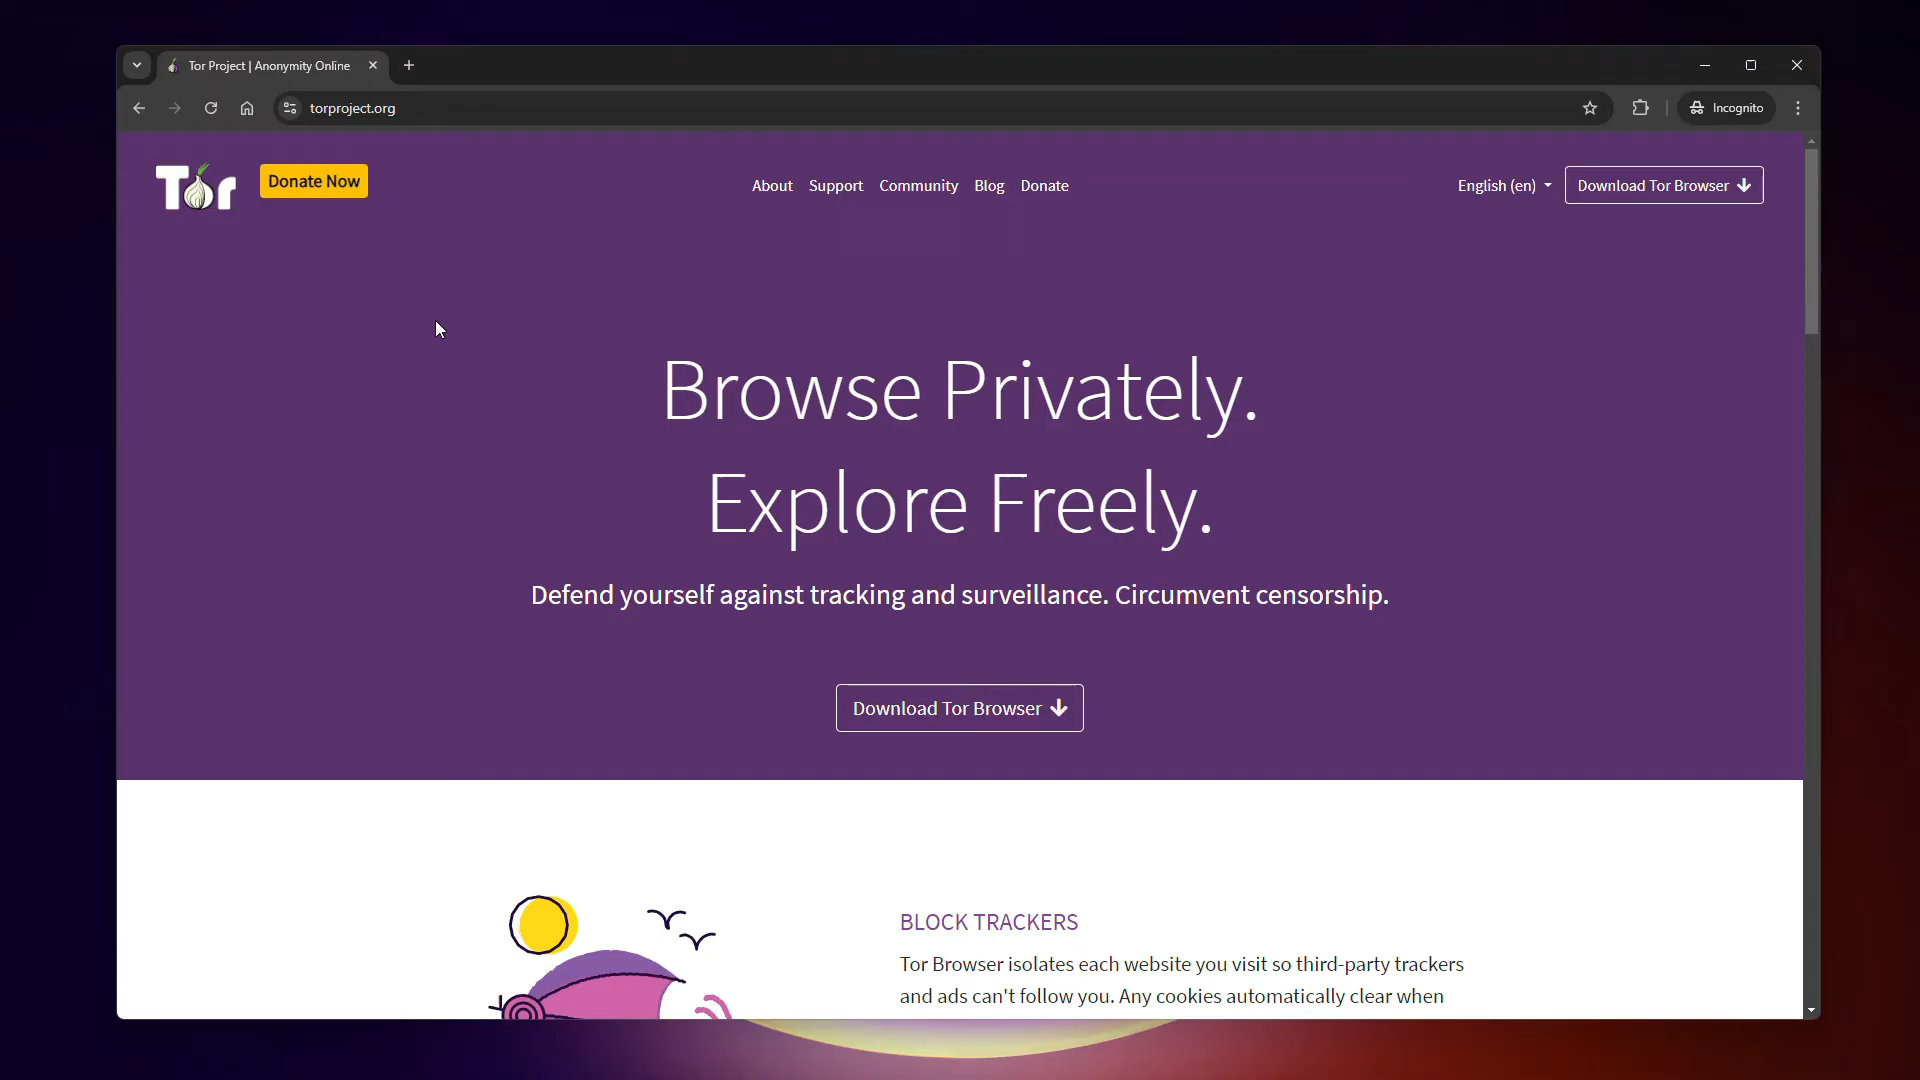 Tor Project | Anonymity Online
torproject.org
Incognito
Tor
Donate Now
About Support Community Blog Donate
English (en)
Download Tor Browser
Browse Privately.
Explore Freely.
Defend yourself against tracking and surveillance. Circumvent censorship.
Download Tor Browser
BLOCK TRACKERS
Tor Browser isolates each website you visit so third-party trackers
and ads can't follow you. Any cookies automatically clear when